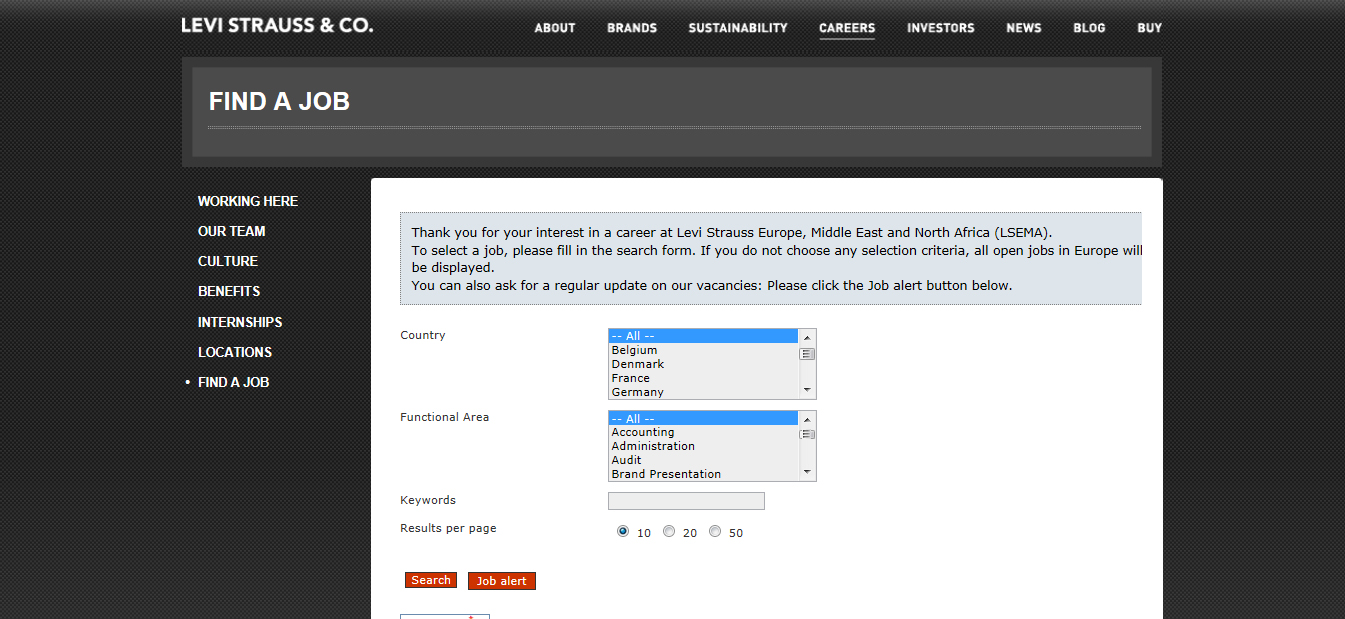 LEVI STRAUSS & CO.
ABOUT BRANDS SUSTAINABILITY CAREERS INVESTORS NEWS BLOG BUY
FIND A JOB
WORKING HERE
OUR TEAM
CULTURE
BENEFITS
INTERNSHIPS
LOCATIONS
• FIND A JOB
Thank you for your interest in a career at Levi Strauss Europe, Middle East and North Africa (LSEMA).
To select a job, please fill in the search form. If you do not choose any selection criteria, all open jobs in Europe will
be displayed.
You can also ask for a regular update on our vacancies: Please click the Job alert button below.
Country
-- All --
Belgium
Denmark
France
Germany
Functional Area
-- All --
Accounting
Administration
Audit
Brand Presentation
Keywords
Results per page
10 20 50
Search Job alert